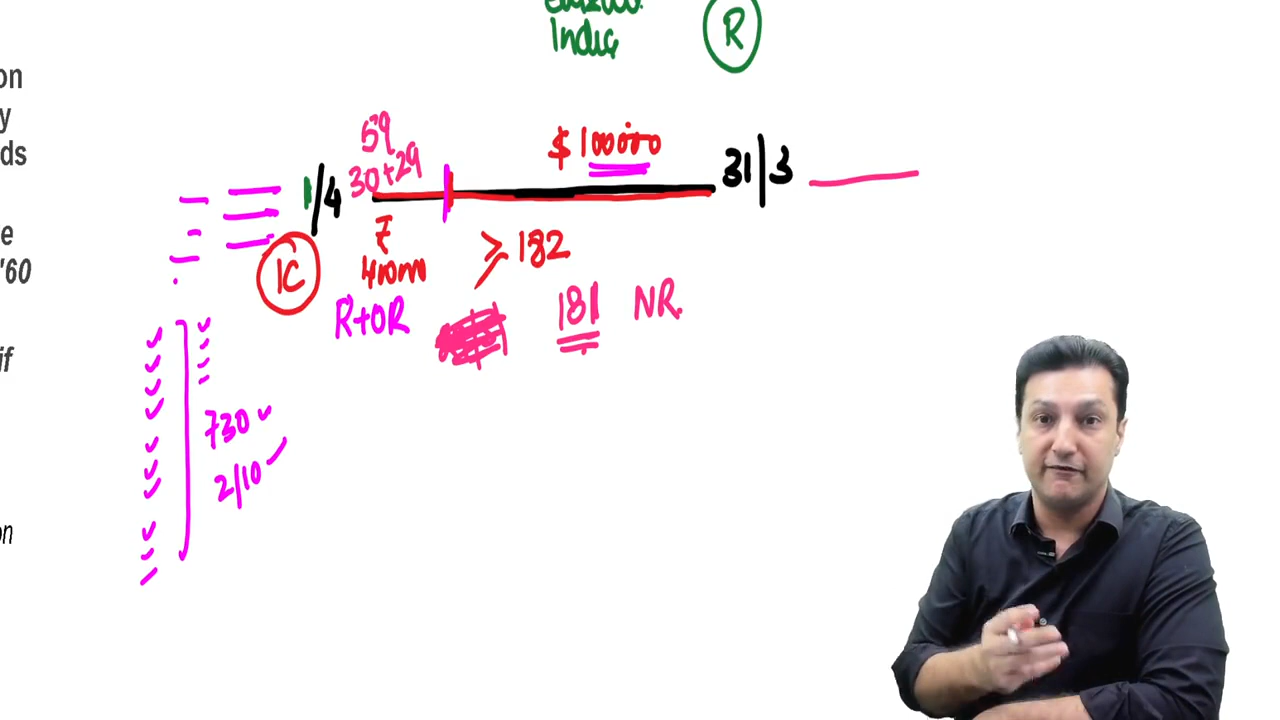 India
R
on
y
ds
e
'60
if
on
59
30+29
$ 100000
1/4
31/3
IC
₹
≥ 182
R+OR
181 NR.
730 ✓
2/10 ✓